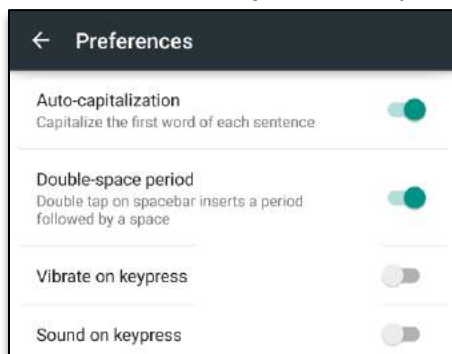 Preferences
Auto-capitalization
Capitalize the first word of each sentence
Double-space period
Double tap on spacebar inserts a period
followed by a space
Vibrate on keypress
Sound on keypress